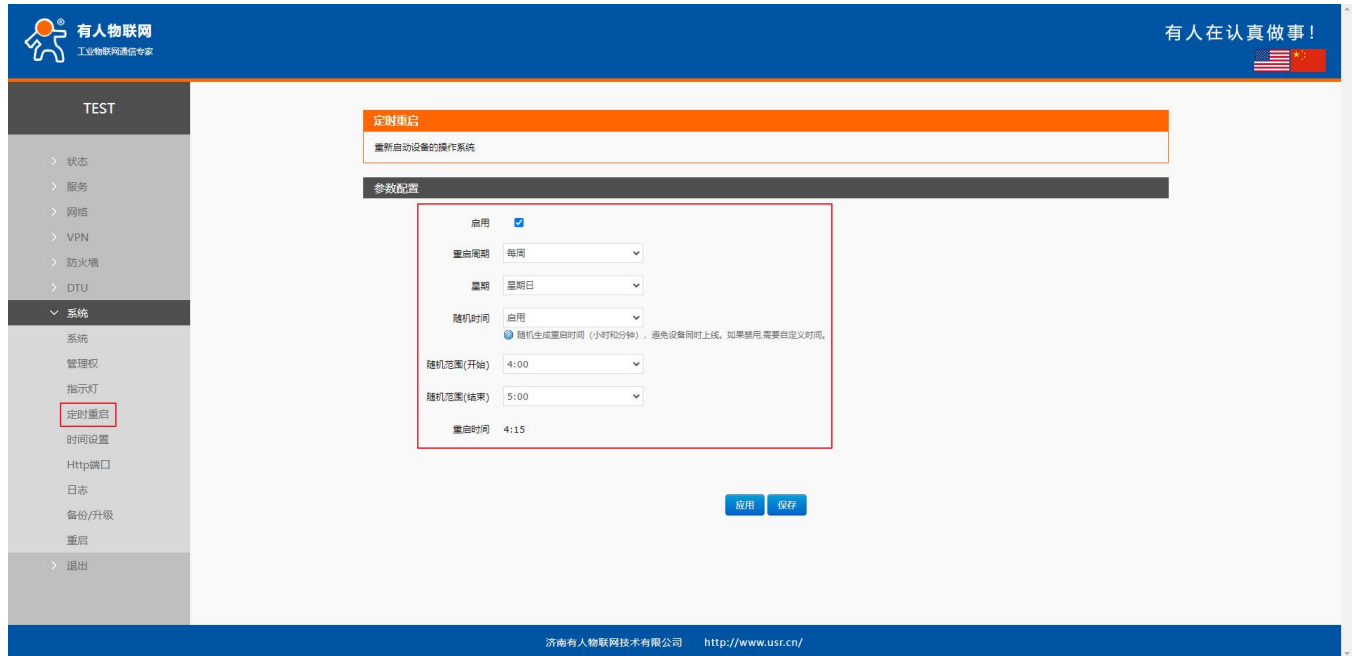 有人物联网
®
工业物联网通信专家
有人在认真做事!
TEST
状态
服务
网络
VPN
防火墙
DTU
系统
系统
管理权
指示灯
定时重启
时间设置
Http端口
日志
备份/升级
重启
退出
定时重启
重新启动设备的操作系统
参数配置
启用
重启周期 每周
星期 星期日
随机时间 启用
随机生成重启时间（小时和分钟），避免设备同时上线。如果禁用,需要自定义时间。
随机范围(开始) 4:00
随机范围(结束) 5:00
重启时间 4:15
应用 保存
济南有人物联网技术有限公司 http://www.usr.cn/